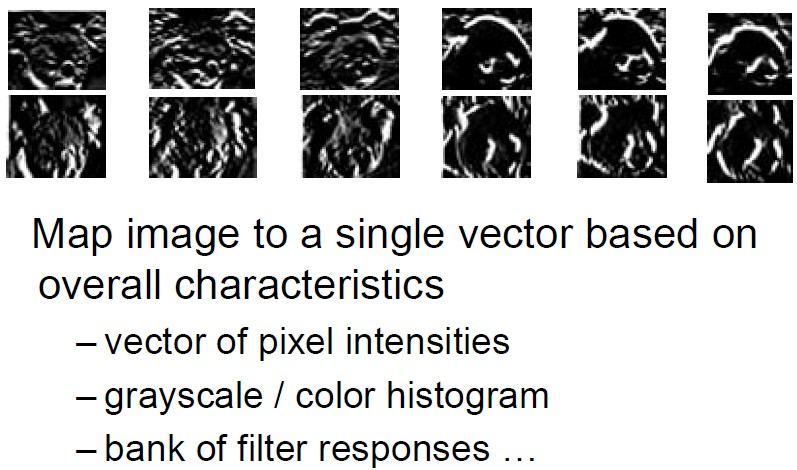 Map image to a single vector based on
overall characteristics
– vector of pixel intensities
– grayscale / color histogram
– bank of filter responses …